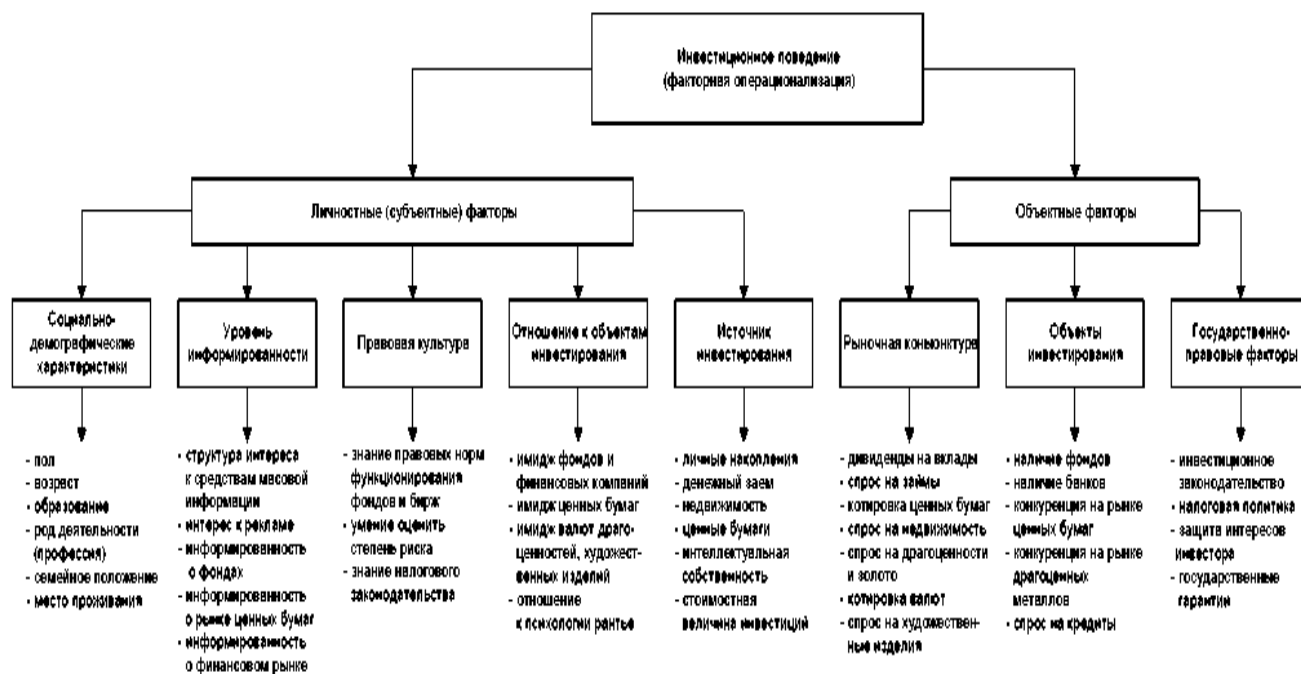 Инвестиционное поведение
(факторная операционализация)
Личностные (субъектные) факторы
Объектные факторы
Социально-
демографические
характеристики
Уровень
информированности
Правовая культура
Отношение к объектам
инвестирования
Источник
инвестирования
Рыночная конъюнктура
Объекты
инвестирования
Государственно-
правовые факторы
- пол
- возраст
- образование
- род деятельности
(профессия)
- семейное положение
- место проживания
- структура интереса
к средствам масовой
информации
- интерес к рекламе
- информированность
о фондах
- информированность
о рынке ценных бумаг
- информированность
о финансовом рынке
- знание правовых норм
функционирования
фондов и бирж
- умение оценить
степень риска
- знание налогового
законодательства
- имидж фондов и
финансовых компаний
- имидж ценных бумаг
- имидж валют драго-
ценностей, художест-
венных изделий
- отношение
к психологии рантье
- личные накопления
- денежный заем
- недвижимость
- ценные бумаги
- интеллектувльная
собственность
- стоимостная
величина инвестиций
- дивиденды на вклады
- спрос на займы
- котировка ценных бумаг
- спрос на недвижимость
- спрос на драгоценности
и золото
- котировка валют
- спрос на художествен-
ные изделия
- наличие фондов
- наличие банков
- конкуренция на рынке
ценных бумаг
- конкуренция на рынке
драгоценных
металлов
- спрос на кредиты
- инвестиционное
законодательство
- налоговая политика
- защита интересов
инвестора
- государственные
гарантии